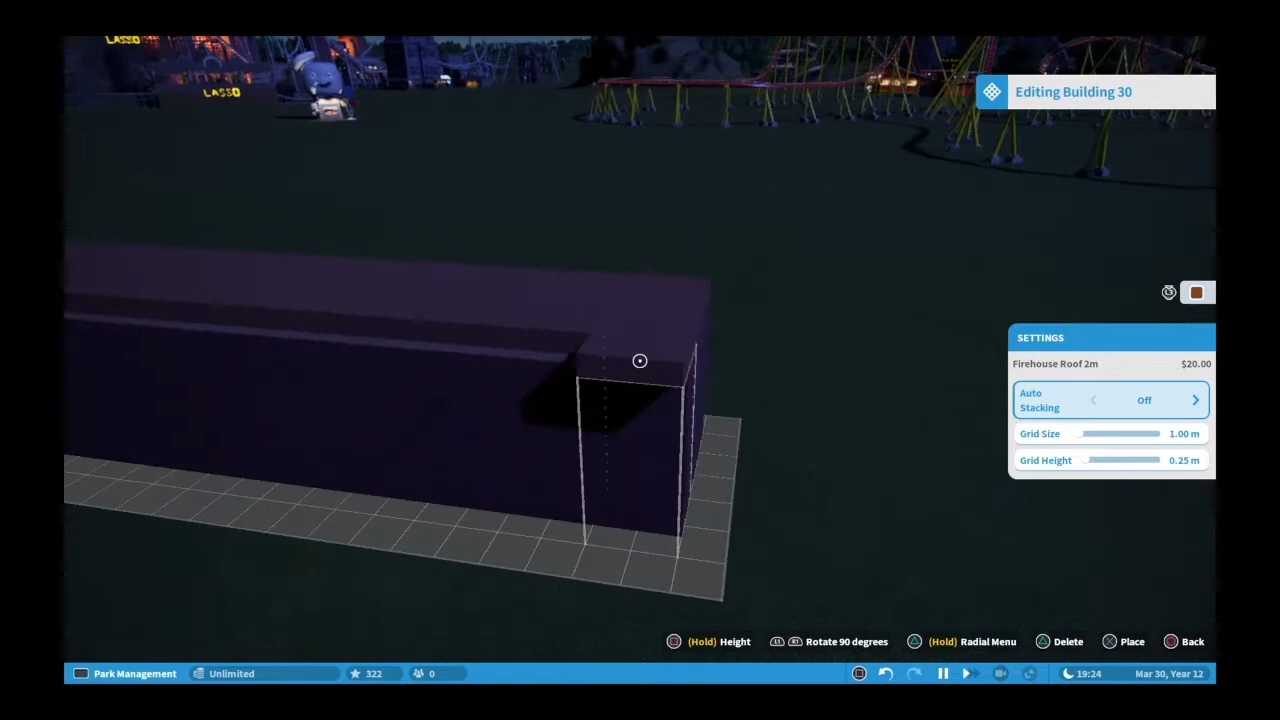 LASSO
LASSO
Editing Building 30
SETTINGS
Firehouse Roof 2m $20.00
Auto Stacking Off
Grid Size 1.00 m
Grid Height 0.25 m
(Hold) Height L1 R1 Rotate 90 degrees (Hold) Radial Menu Delete Place Back
Park Management Unlimited 322 0 19:24 Mar 30, Year 12